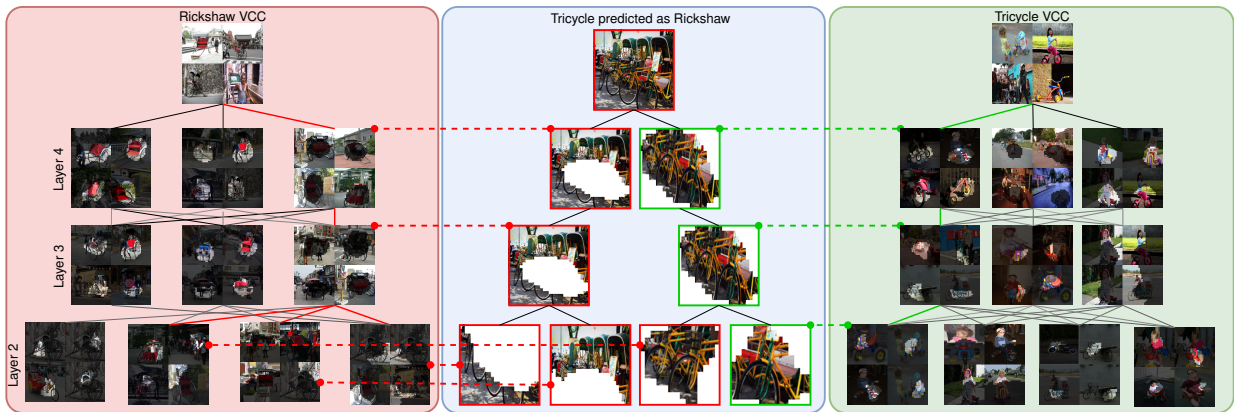 Rickshaw VCC
Tricycle predicted as Rickshaw
Tricycle VCC
Layer 4
Layer 3
Layer 2